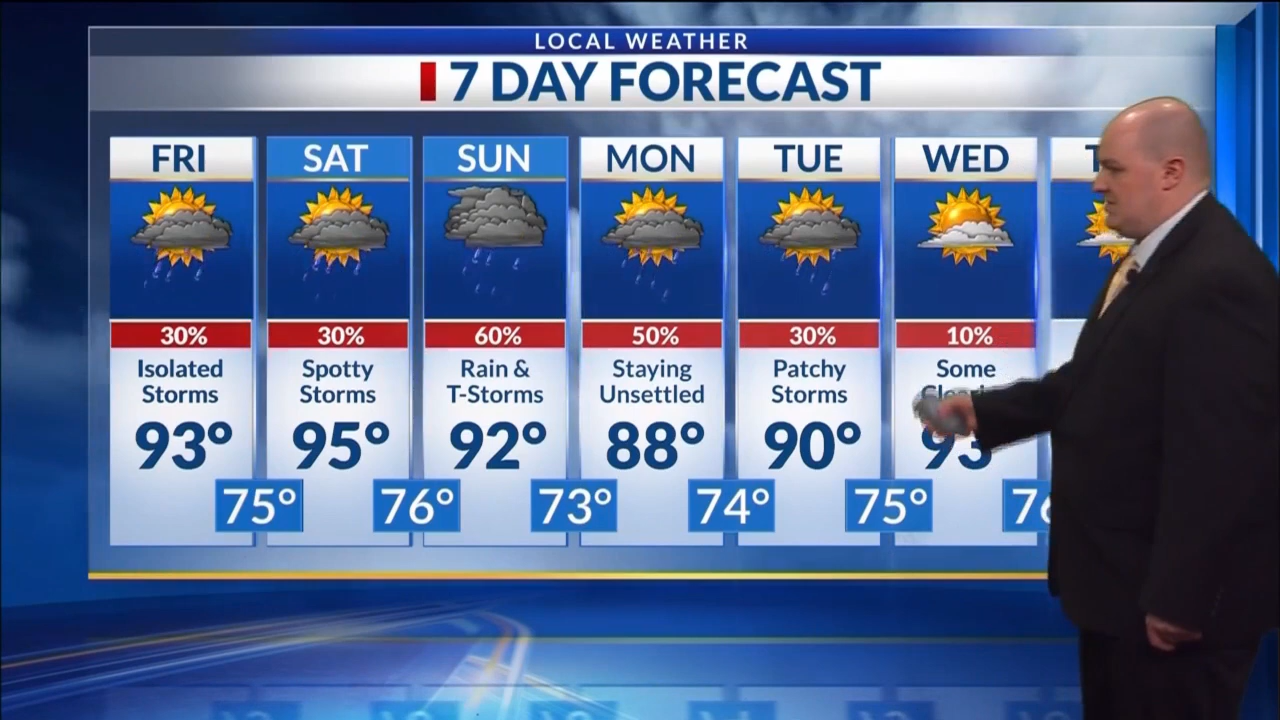 LOCAL WEATHER
7 DAY FORECAST
FRI
30%
Isolated
Storms
93°
75°
SAT
30%
Spotty
Storms
95°
76°
SUN
60%
Rain &
T-Storms
92°
73°
MON
50%
Staying
Unsettled
88°
74°
TUE
30%
Patchy
Storms
90°
75°
WED
10%
Some
93°